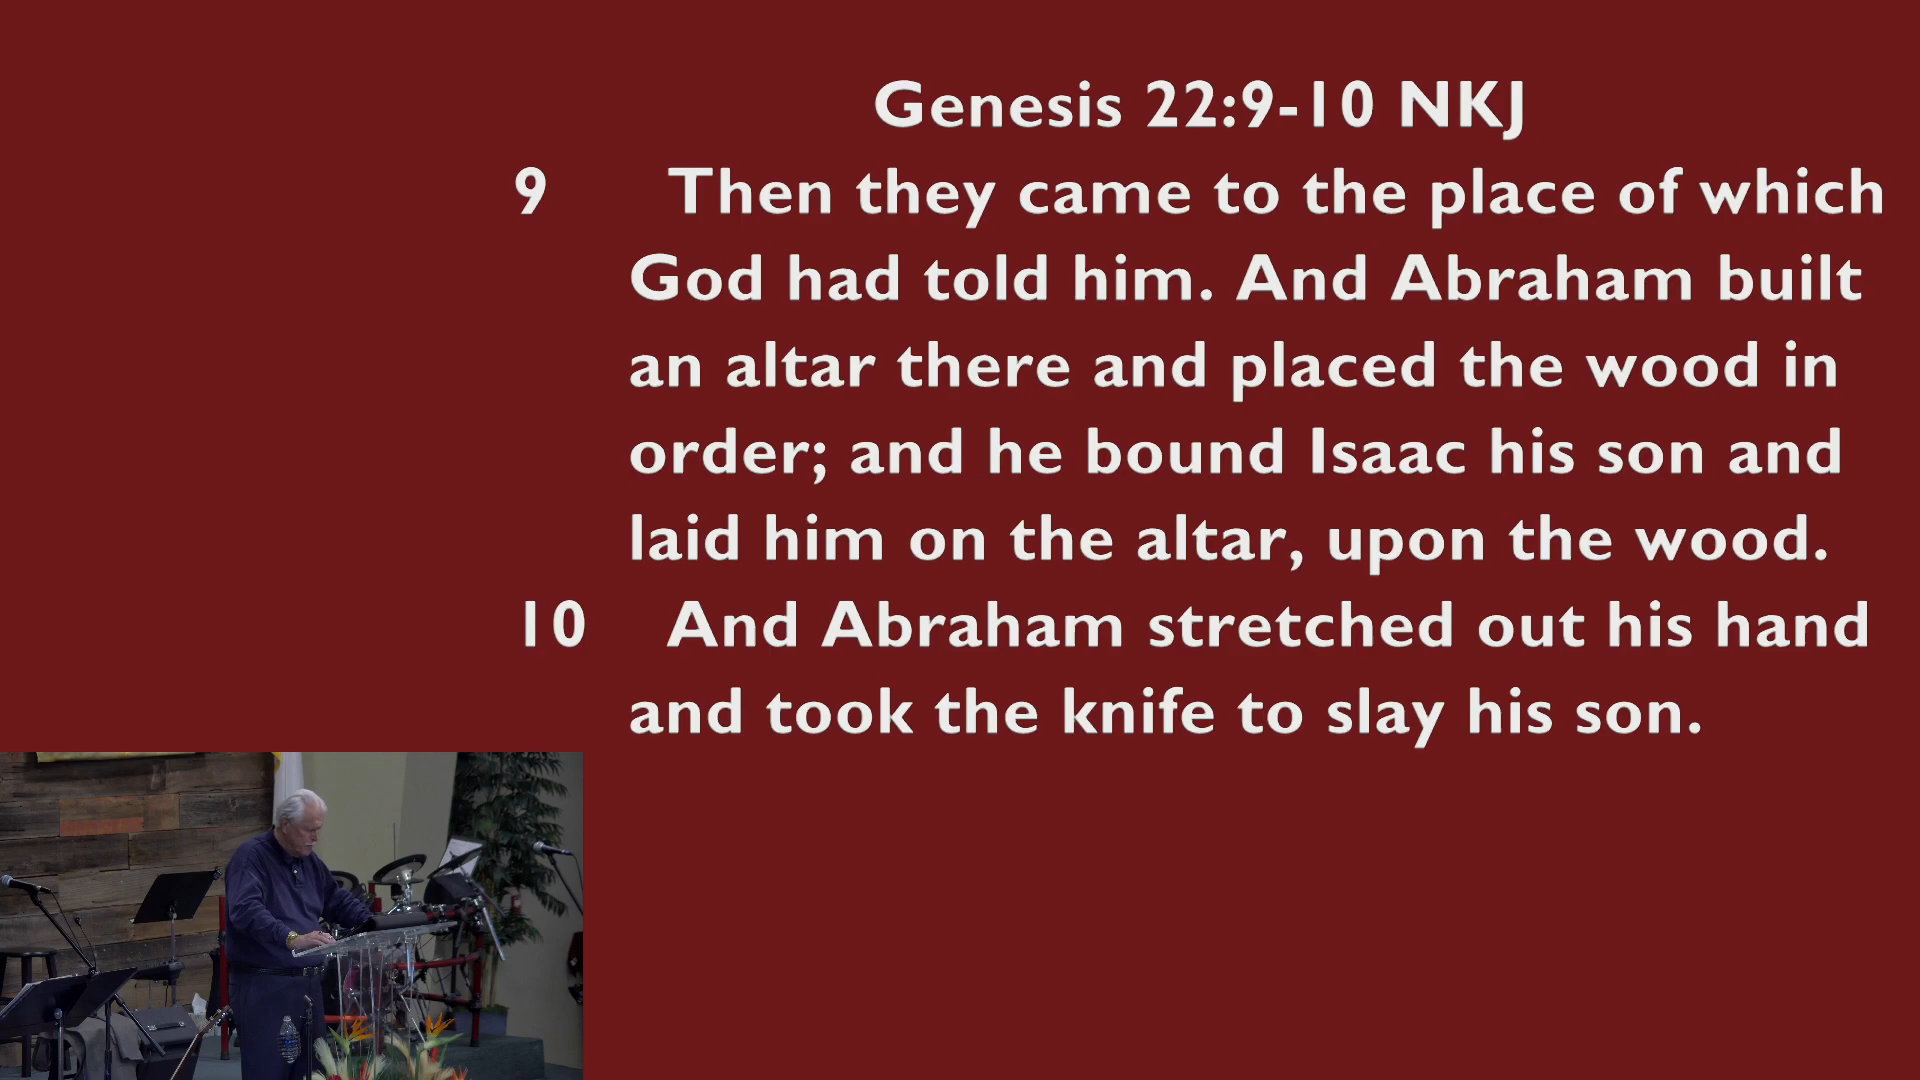 Genesis 22:9-10 NKJ
9 Then they came to the place of which
God had told him. And Abraham built
an altar there and placed the wood in
order; and he bound Isaac his son and
laid him on the altar, upon the wood.
10 And Abraham stretched out his hand
and took the knife to slay his son.